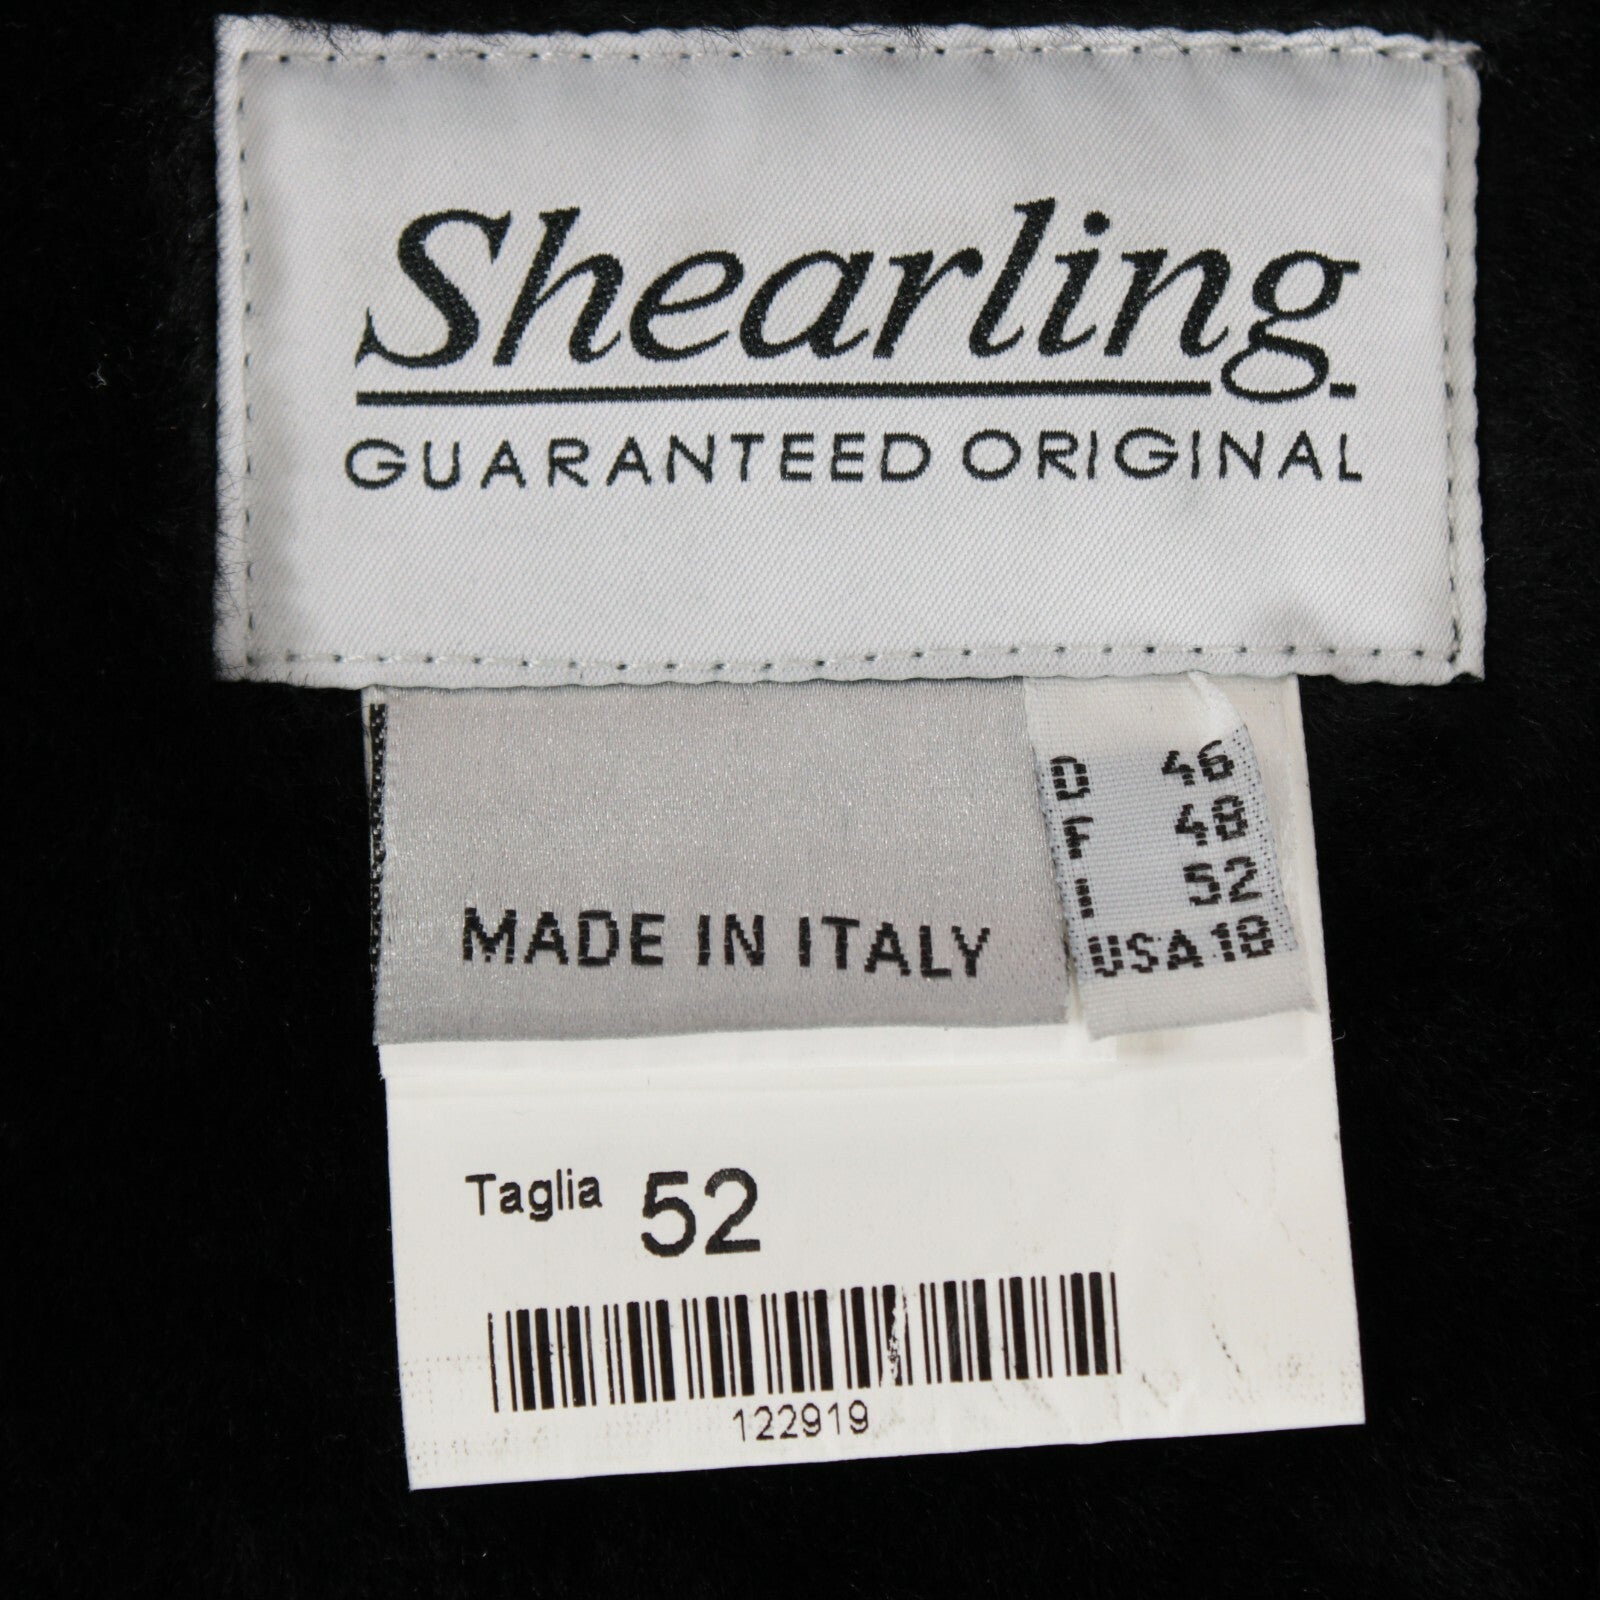 Shearling
GUARANTEED ORIGINAL
MADE IN ITALY
D 46
F 48
I 52
USA 18
Taglia 52
122919